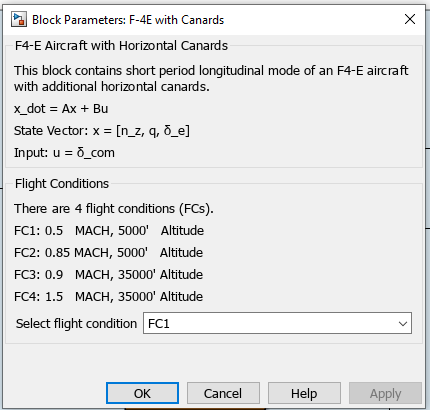 Block Parameters: F-4E with Canards
F4-E Aircraft with Horizontal Canards
This block contains short period longitudinal mode of an F4-E aircraft
with additional horizontal canards.
x_dot = Ax + Bu
State Vector: x = [n_z, q, δ_e]
Input: u = δ_com
Flight Conditions
There are 4 flight conditions (FCs).
FC1: 0.5 MACH, 5000' Altitude
FC2: 0.85 MACH, 5000' Altitude
FC3: 0.9 MACH, 35000' Altitude
FC4: 1.5 MACH, 35000' Altitude
Select flight condition FC1
OK Cancel Help Apply